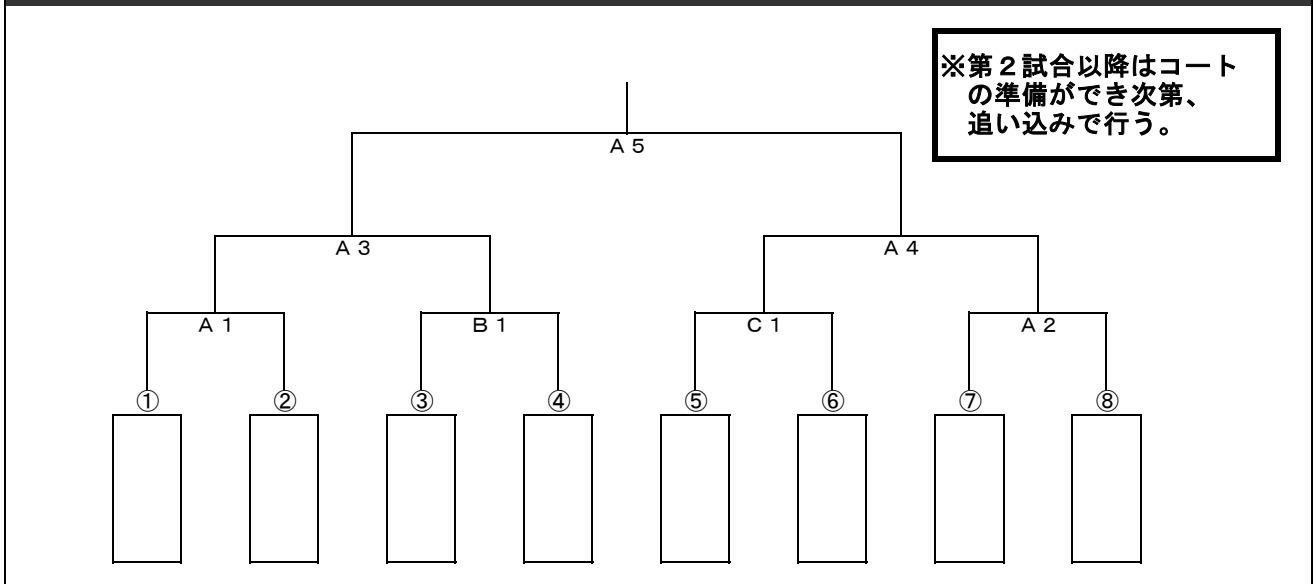 ※第２試合以降はコート
の準備ができ次第、
追い込みで行う。
Ａ５
Ａ３
Ａ４
Ａ１
Ｂ１
Ｃ１
Ａ２
①
②
③
④
⑤
⑥
⑦
⑧